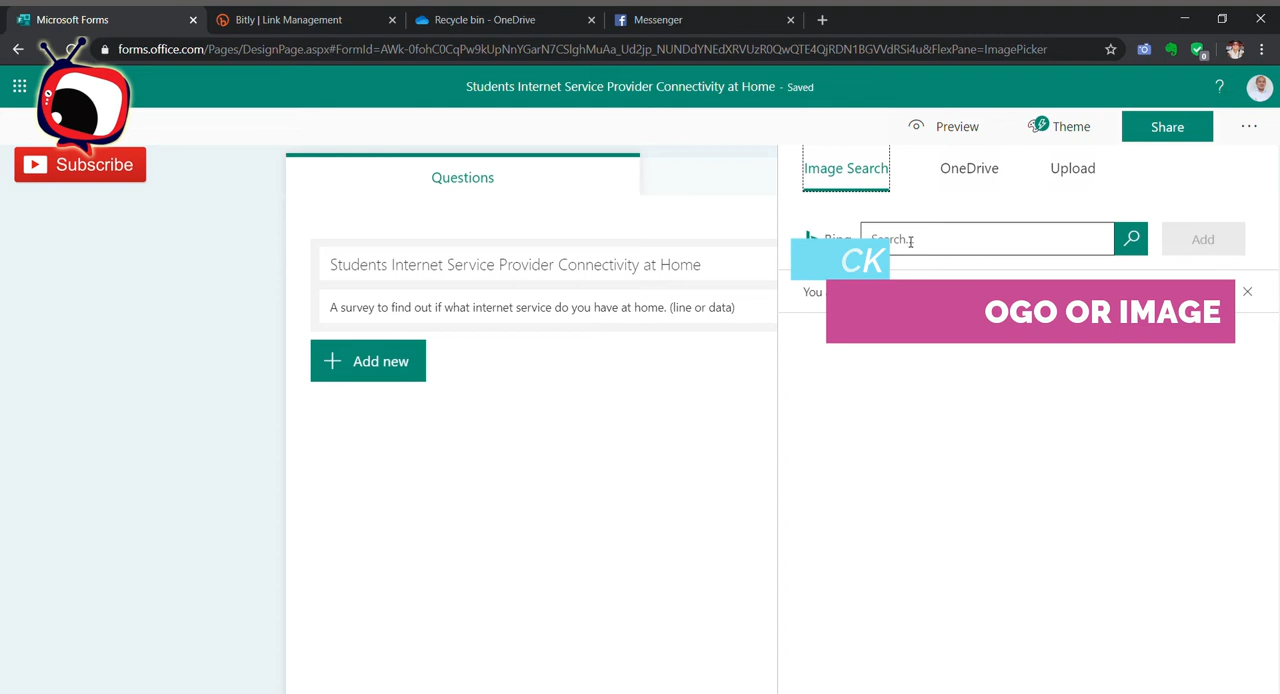 Microsoft Forms
Bitly | Link Management
Recycle bin - OneDrive
Messenger
forms.office.com/Pages/DesignPage.aspx#FormId=AWk-0fohC0CqPw9kUpNnYGarN7CSlghMuAa_Ud2jp_NUNDdYNEdXRVUzR0QwQTE4QjRDN1BGVVdRSi4u&FlexPane=ImagePicker
Students Internet Service Provider Connectivity at Home - Saved
?
Preview
Theme
Share
Subscribe
Questions
Image Search
OneDrive
Upload
Bing
Search
Add
CK
Students Internet Service Provider Connectivity at Home
You
OGO OR IMAGE
A survey to find out if what internet service do you have at home. (line or data)
Add new